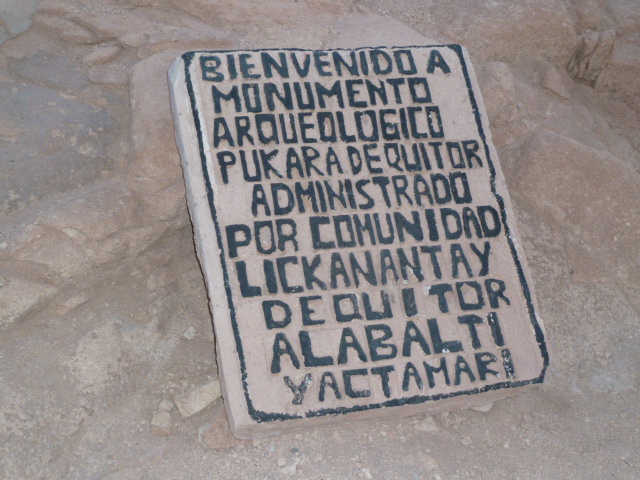 BIENVENIDO A
MONUMENTO
ARQUEOLOGICO
PUKARA DE QUITOR
ADMINISTRADO
POR COMUNIDAD
LICKANANTAY
DE QUITOR
ALABALTI
YACTAMARI